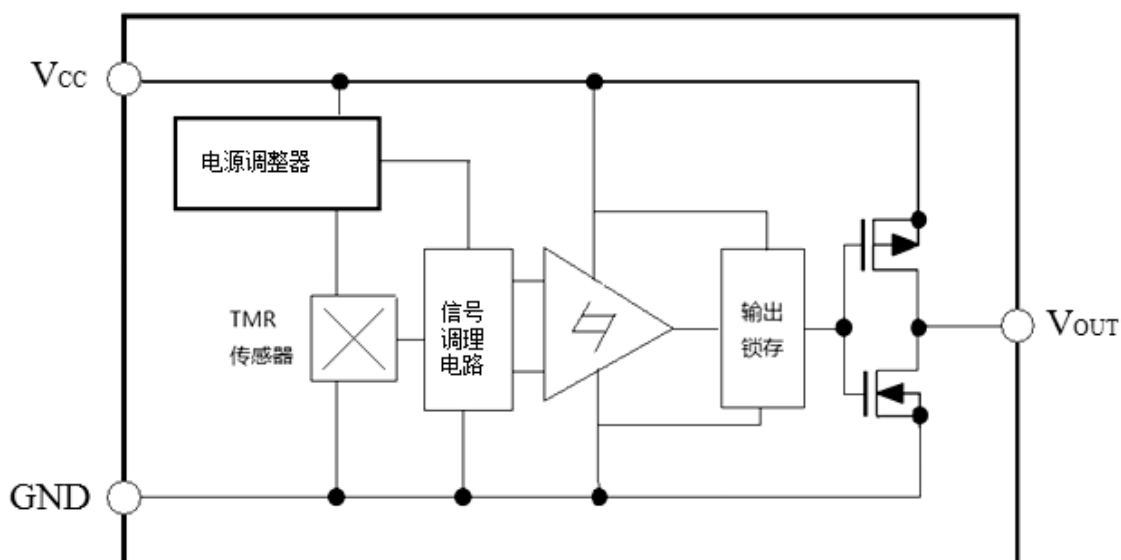 VCC
电源调整器
TMR
传感器
信号
调理
电路
输出
锁存
VOUT
GND